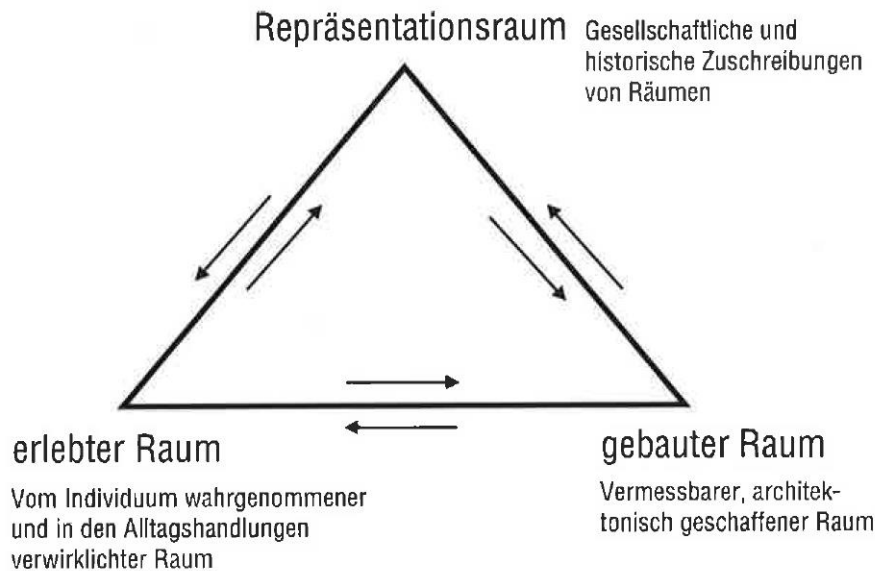 Repräsentationsraum
Gesellschaftliche und
historische Zuschreibungen
von Räumen
erlebter Raum
Vom Individuum wahrgenommener
und in den Alltagshandlungen
verwirklichter Raum
gebauter Raum
Vermessbarer, architek-
tonisch geschaffener Raum